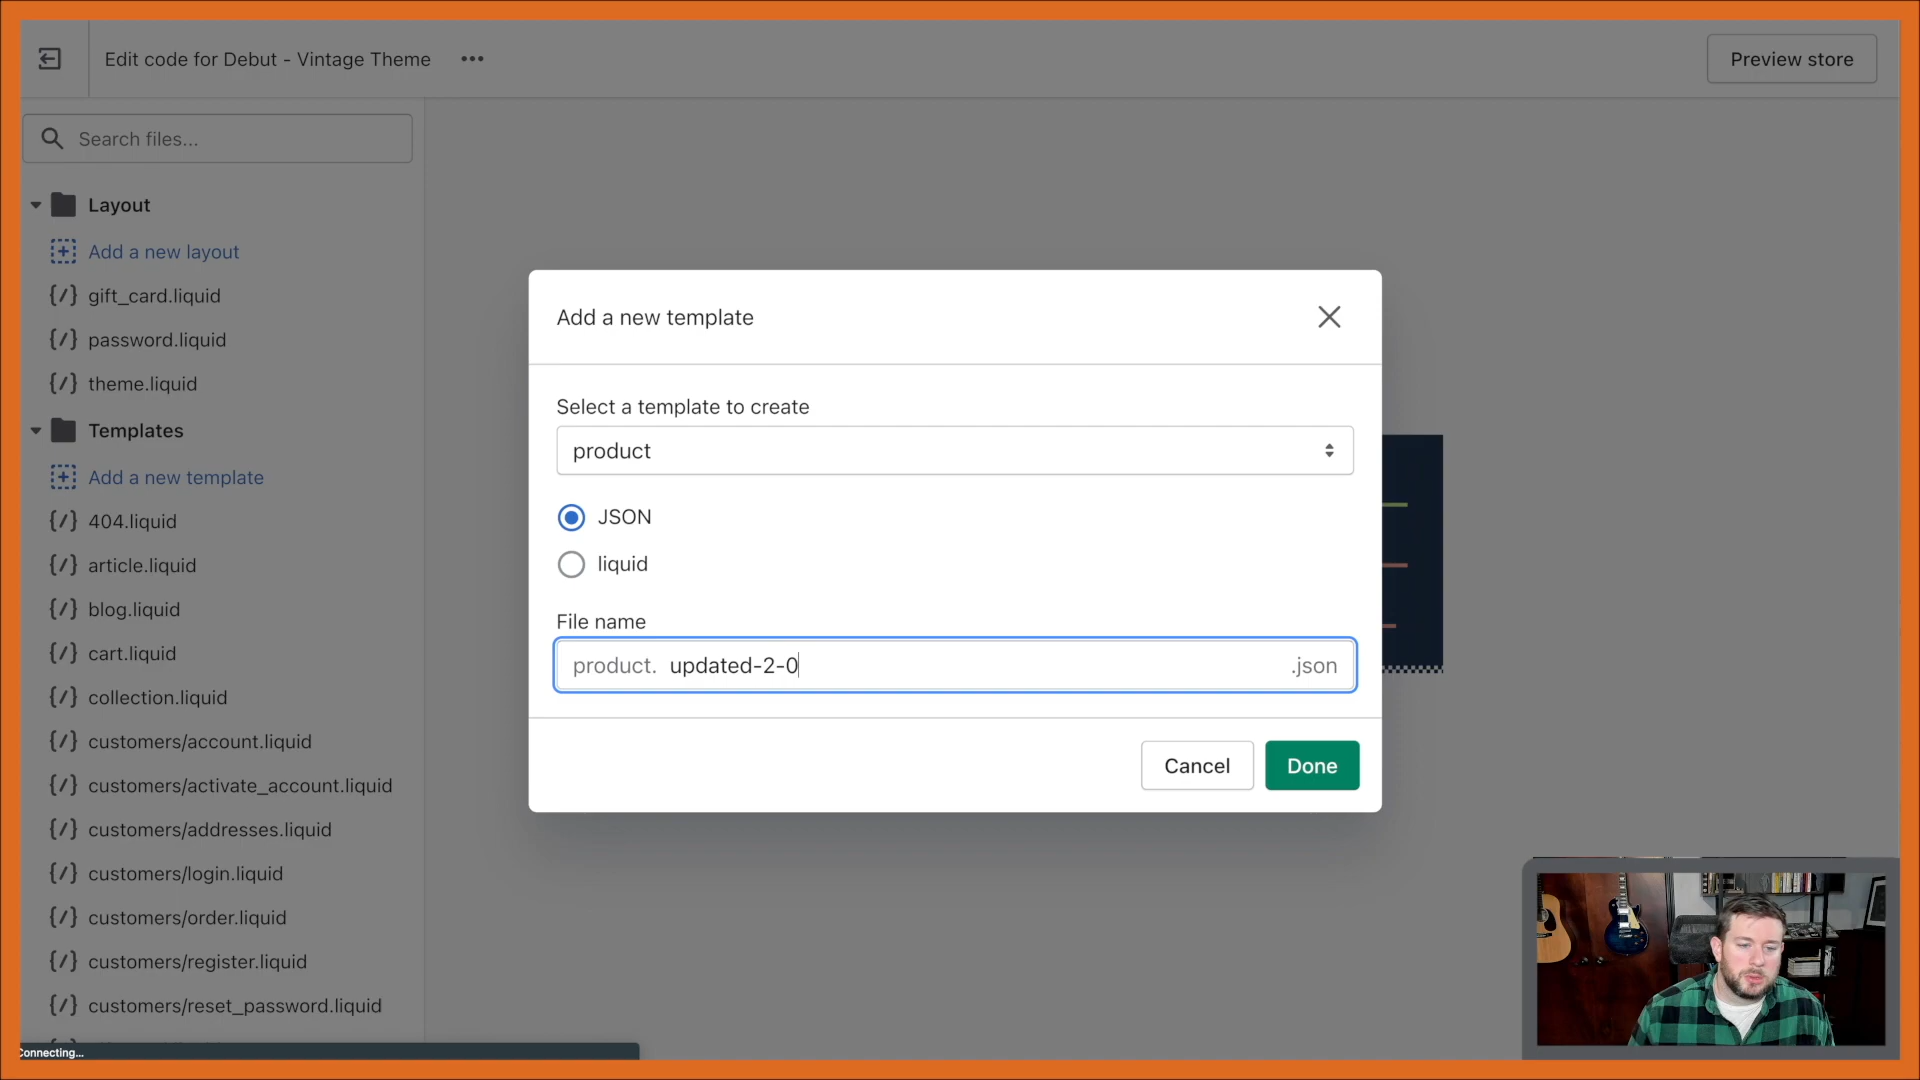 Edit code for Debut - Vintage Theme
Preview store
Search files...
Layout
Add a new layout
{/} gift_card.liquid
{/} password.liquid
{/} theme.liquid
Templates
Add a new template
{/} 404.liquid
{/} article.liquid
{/} blog.liquid
{/} cart.liquid
{/} collection.liquid
{/} customers/account.liquid
{/} customers/activate_account.liquid
{/} customers/addresses.liquid
{/} customers/login.liquid
{/} customers/order.liquid
{/} customers/register.liquid
{/} customers/reset_password.liquid
Connecting...
Add a new template
Select a template to create
product
JSON
liquid
File name
product. updated-2-0 .json
Cancel Done